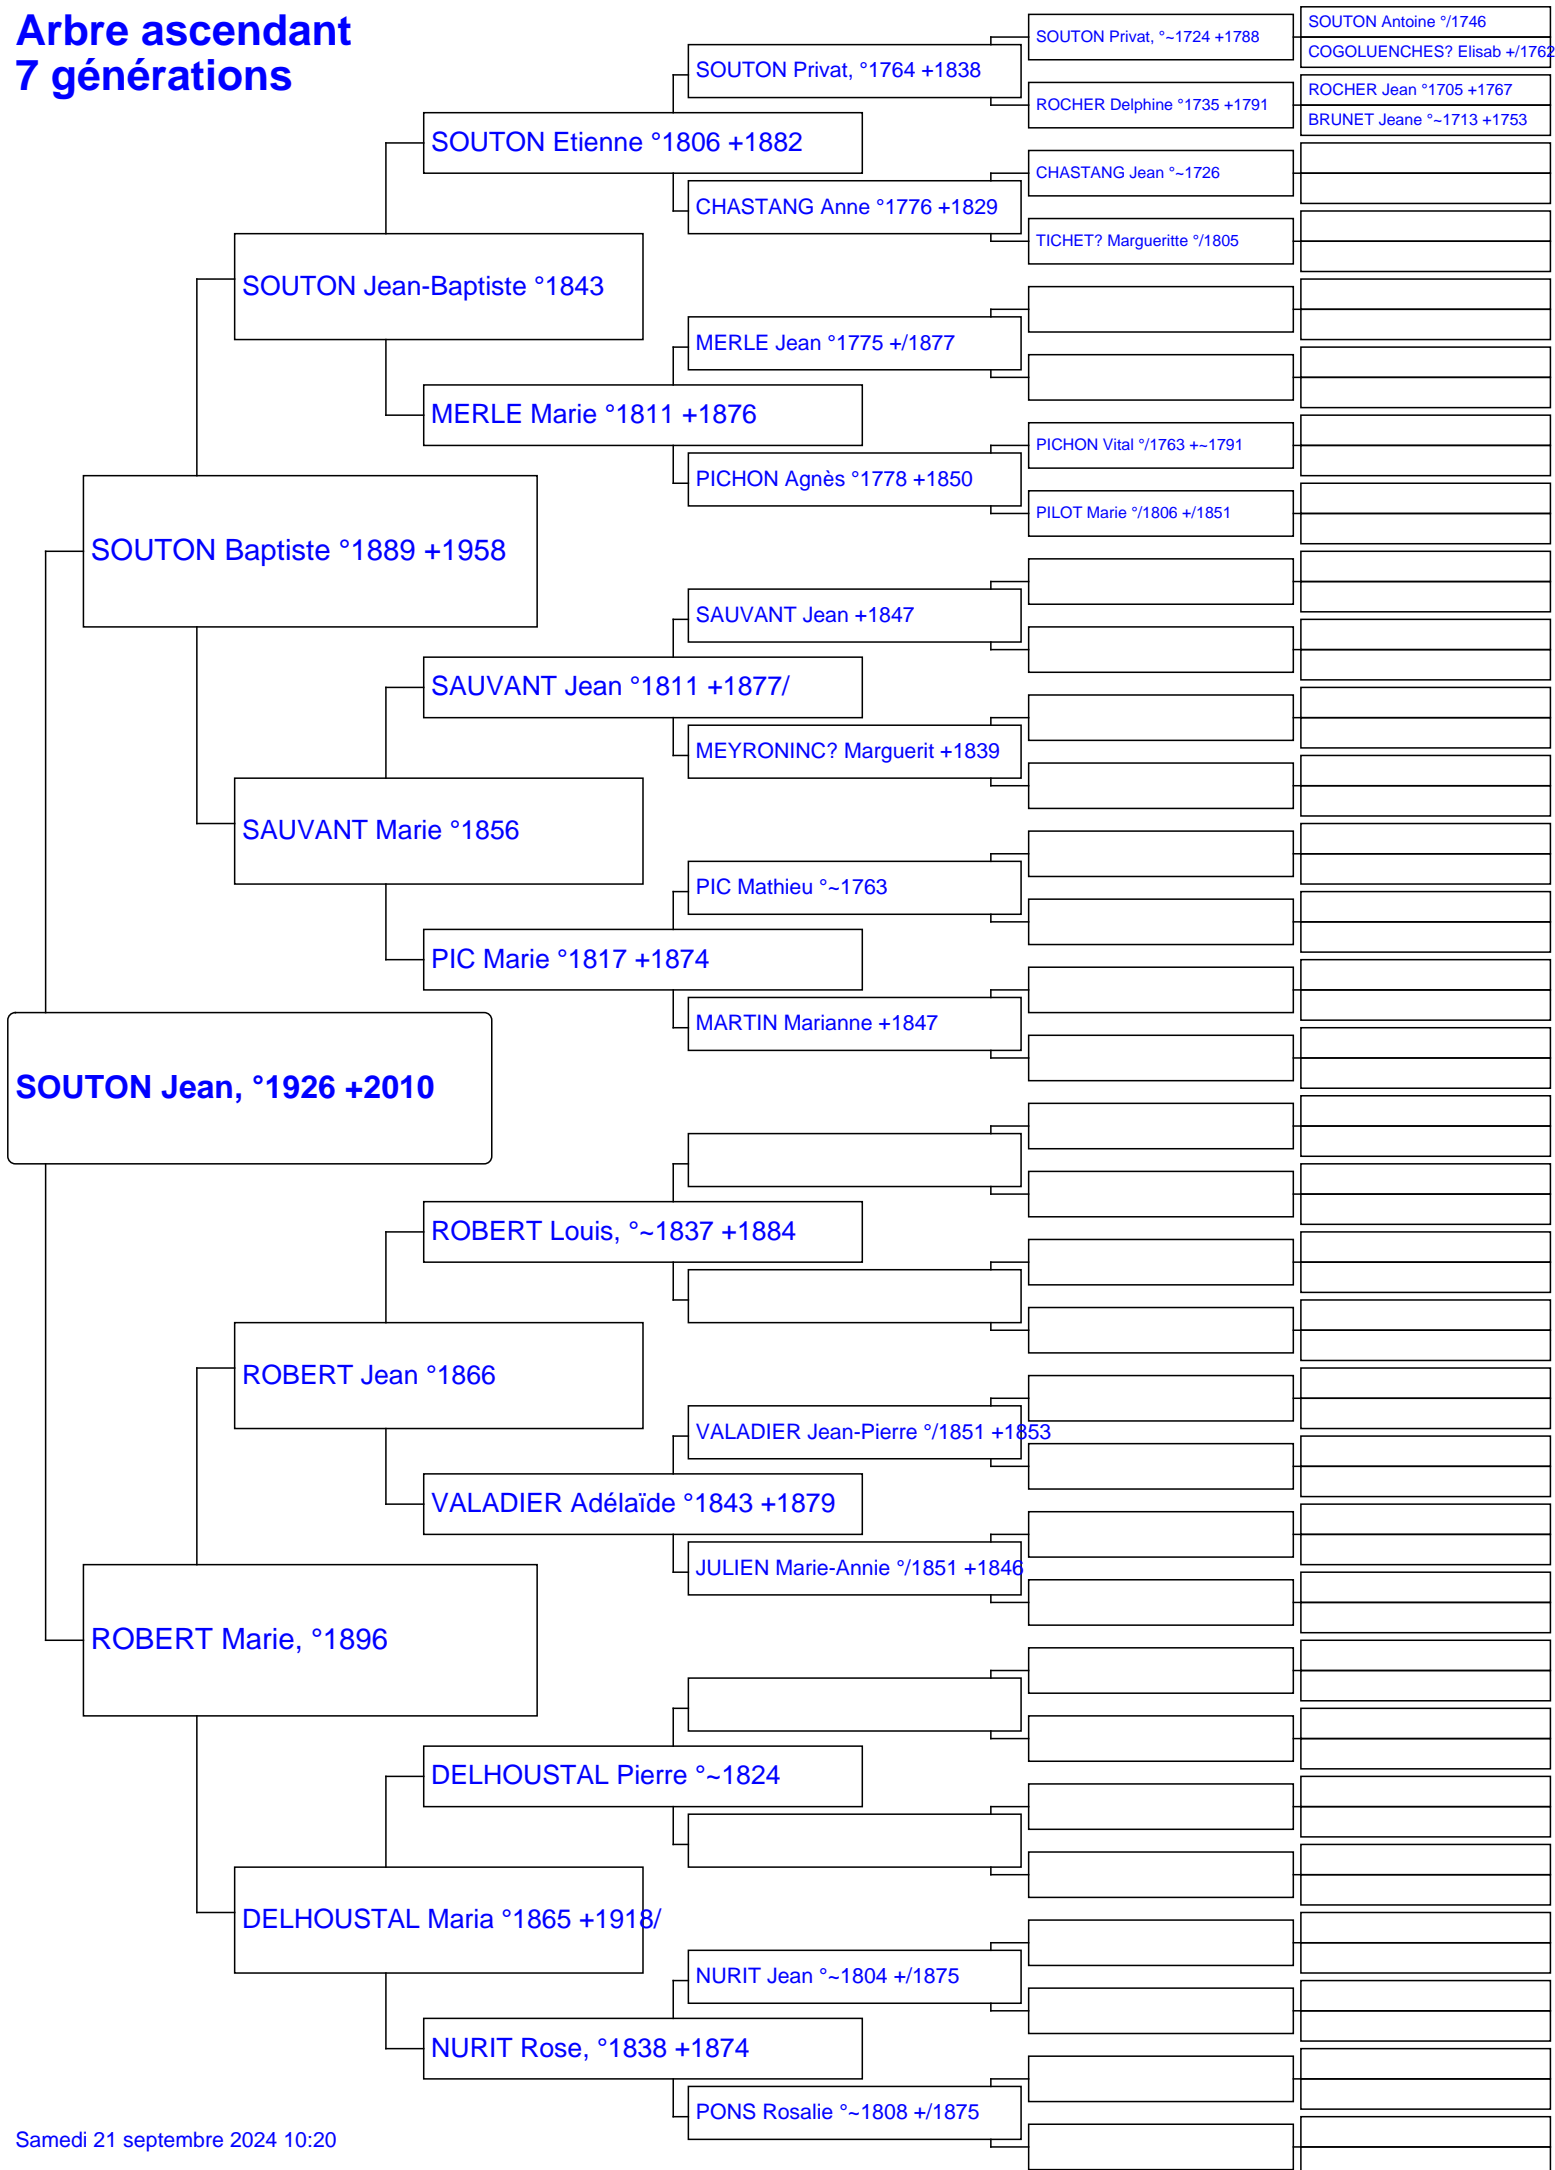 Arbre ascendant
7 générations
SOUTON Antoine °/1746
SOUTON Privat, °~1724 +1788
COGOLUENCHES? Elisab +/1762
SOUTON Privat, °1764 +1838
ROCHER Jean °1705 +1767
ROCHER Delphine °1735 +1791
BRUNET Jeane °~1713 +1753
SOUTON Etienne °1806 +1882
CHASTANG Jean °~1726
CHASTANG Anne °1776 +1829
TICHET? Margueritte °/1805
SOUTON Jean-Baptiste °1843
MERLE Jean °1775 +/1877
MERLE Marie °1811 +1876
PICHON Vital °/1763 +~1791
PICHON Agnès °1778 +1850
PILOT Marie °/1806 +/1851
SOUTON Baptiste °1889 +1958
SAUVANT Jean +1847
SAUVANT Jean °1811 +1877/
MEYRONINC? Marguerit +1839
SAUVANT Marie °1856
PIC Mathieu °~1763
PIC Marie °1817 +1874
MARTIN Marianne +1847
SOUTON Jean, °1926 +2010
ROBERT Louis, °~1837 +1884
ROBERT Jean °1866
VALADIER Jean-Pierre °/1851 +1853
VALADIER Adélaïde °1843 +1879
JULIEN Marie-Annie °/1851 +1846
ROBERT Marie, °1896
DELHOUSTAL Pierre °~1824
DELHOUSTAL Maria °1865 +1918/
NURIT Jean °~1804 +/1875
NURIT Rose, °1838 +1874
PONS Rosalie °~1808 +/1875
Samedi 21 septembre 2024 10:20